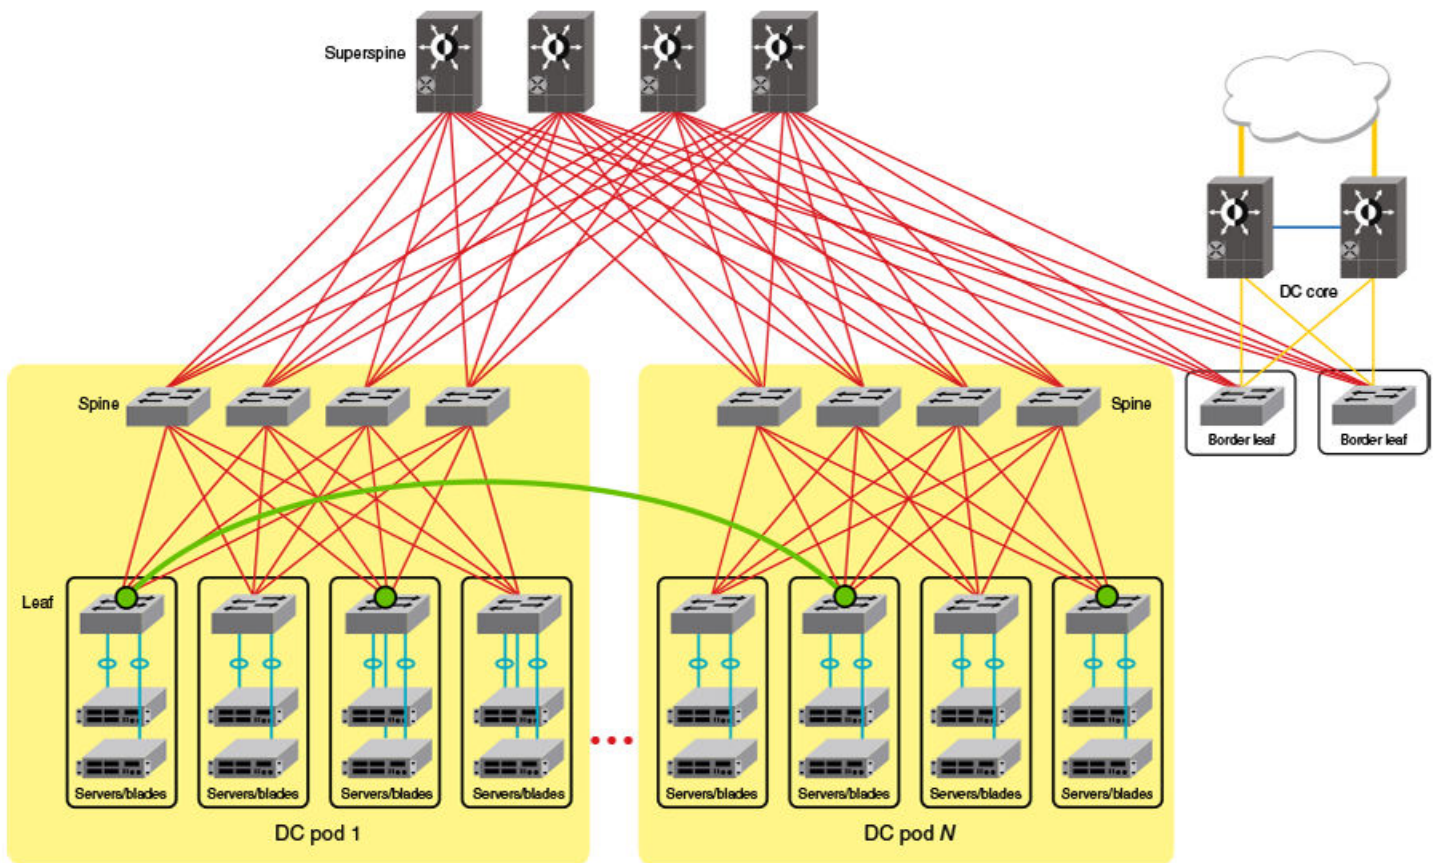 Superspine
DC core
Spine
Spine
Border leaf
Border leaf
Leaf
Servers/blades
Servers/blades
Servers/blades
Servers/blades
Servers/blades
Servers/blades
Servers/blades
Servers/blades
DC pod 1
DC pod N